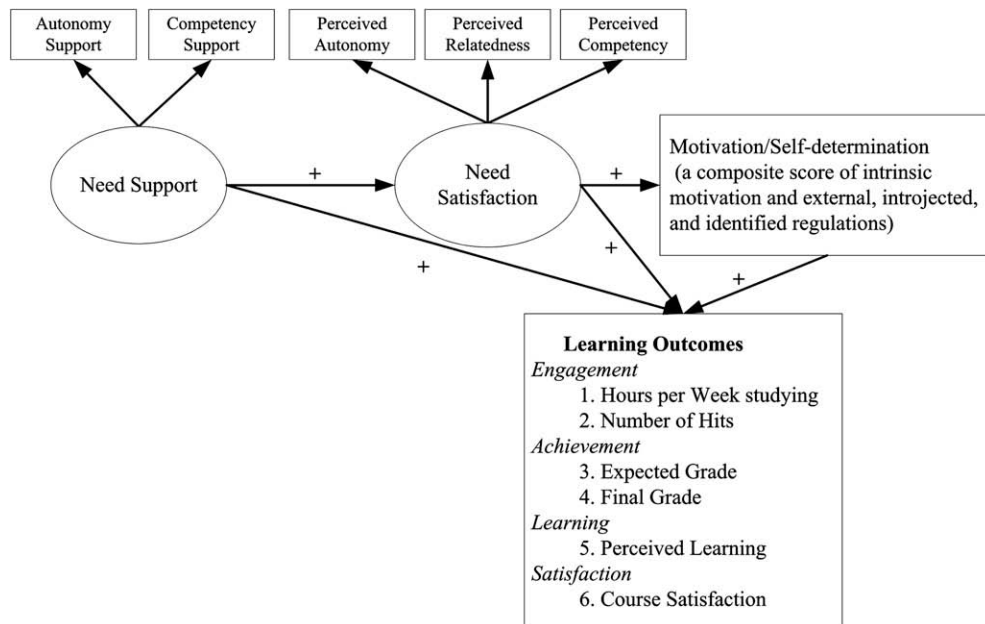 Autonomy
Support
Competency
Support
Perceived
Autonomy
Perceived
Relatedness
Perceived
Competency
Need Support
+
Need
Satisfaction
+
Motivation/Self-determination
(a composite score of intrinsic
motivation and external, introjected,
and identified regulations)
+
+
+
Learning Outcomes
Engagement
1. Hours per Week studying
2. Number of Hits
Achievement
3. Expected Grade
4. Final Grade
Learning
5. Perceived Learning
Satisfaction
6. Course Satisfaction